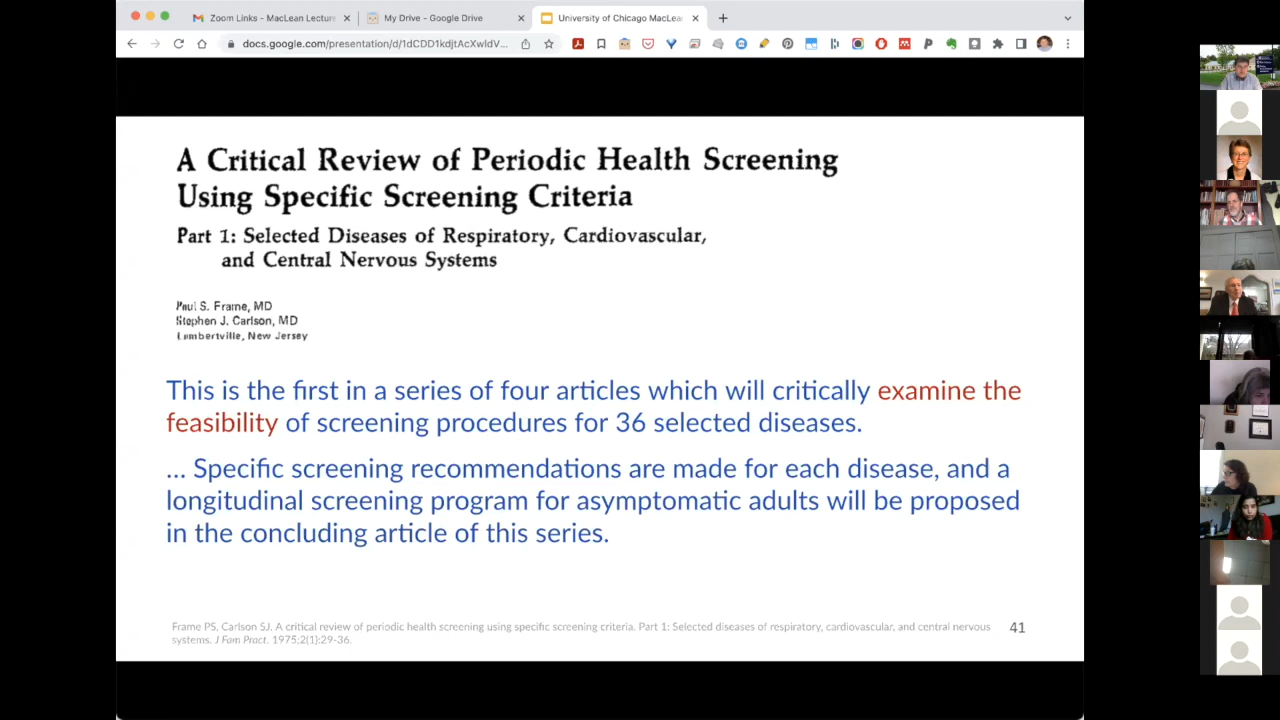 Zoom Links - MacLean Lecture
My Drive - Google Drive
University of Chicago MacLea
docs.google.com/presentation/d/1dCDD1kdjtAcXwldV...
A Critical Review of Periodic Health Screening
Using Specific Screening Criteria
Part 1: Selected Diseases of Respiratory, Cardiovascular,
and Central Nervous Systems
Paul S. Frame, MD
Stephen J. Carlson, MD
Lambertville, New Jersey
This is the first in a series of four articles which will critically examine the
feasibility of screening procedures for 36 selected diseases.
... Specific screening recommendations are made for each disease, and a
longitudinal screening program for asymptomatic adults will be proposed
in the concluding article of this series.
Frame PS, Carlson SJ. A critical review of periodic health screening using specific screening criteria. Part 1: Selected diseases of respiratory, cardiovascular, and central nervous
systems. J Fam Pract. 1975;2(1):29-36.
41